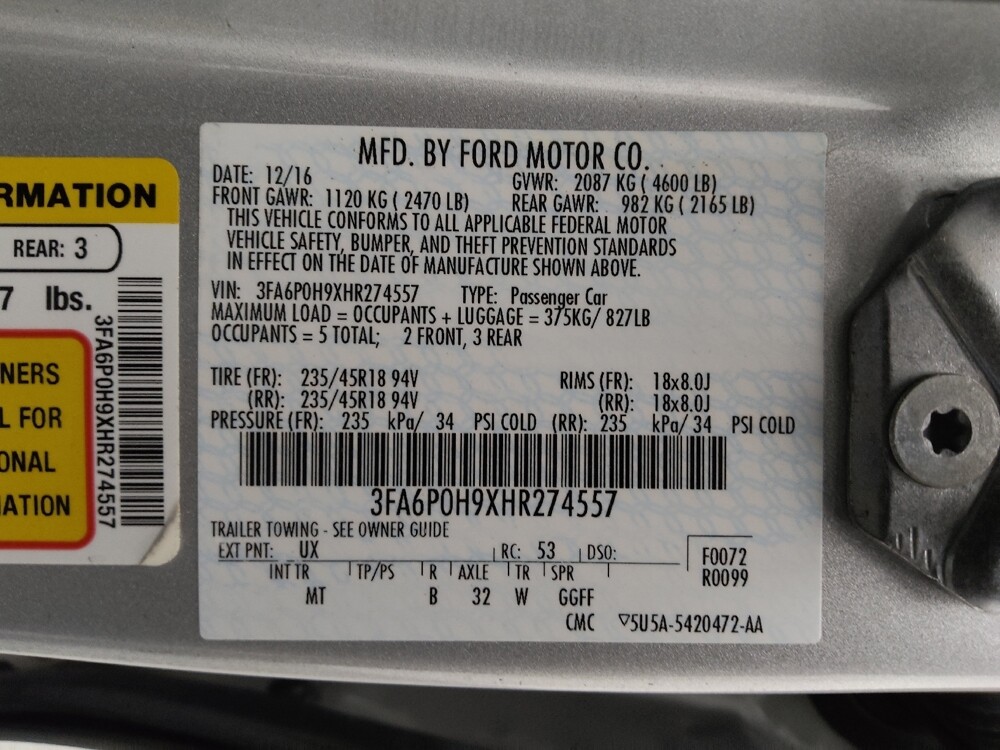 RMATION
REAR: 3
7 lbs.
NERS
L FOR
ONAL
IATION
3FA6P0H9XHR274557
MFD. BY FORD MOTOR CO.
DATE: 12/16 GVWR: 2087 KG ( 4600 LB)
FRONT GAWR: 1120 KG ( 2470 LB) REAR GAWR: 982 KG ( 2165 LB)
THIS VEHICLE CONFORMS TO ALL APPLICABLE FEDERAL MOTOR
VEHICLE SAFETY, BUMPER, AND THEFT PREVENTION STANDARDS
IN EFFECT ON THE DATE OF MANUFACTURE SHOWN ABOVE.
VIN: 3FA6P0H9XHR274557 TYPE: Passenger Car
MAXIMUM LOAD = OCCUPANTS + LUGGAGE = 375KG/ 827LB
OCCUPANTS = 5 TOTAL; 2 FRONT, 3 REAR
TIRE (FR): 235/45R18 94V RIMS (FR): 18x8.0J
(RR): 235/45R18 94V (RR): 18x8.0J
PRESSURE (FR): 235 kPa/ 34 PSI COLD (RR): 235 kPa/ 34 PSI COLD
3FA6P0H9XHR274557
TRAILER TOWING - SEE OWNER GUIDE
EXT PNT: UX RC: 53 DSO: F0072
R0099
INT TR TP/PS R AXLE TR SPR
MT B 32 W GGFF
CMC ▽5U5A-5420472-AA